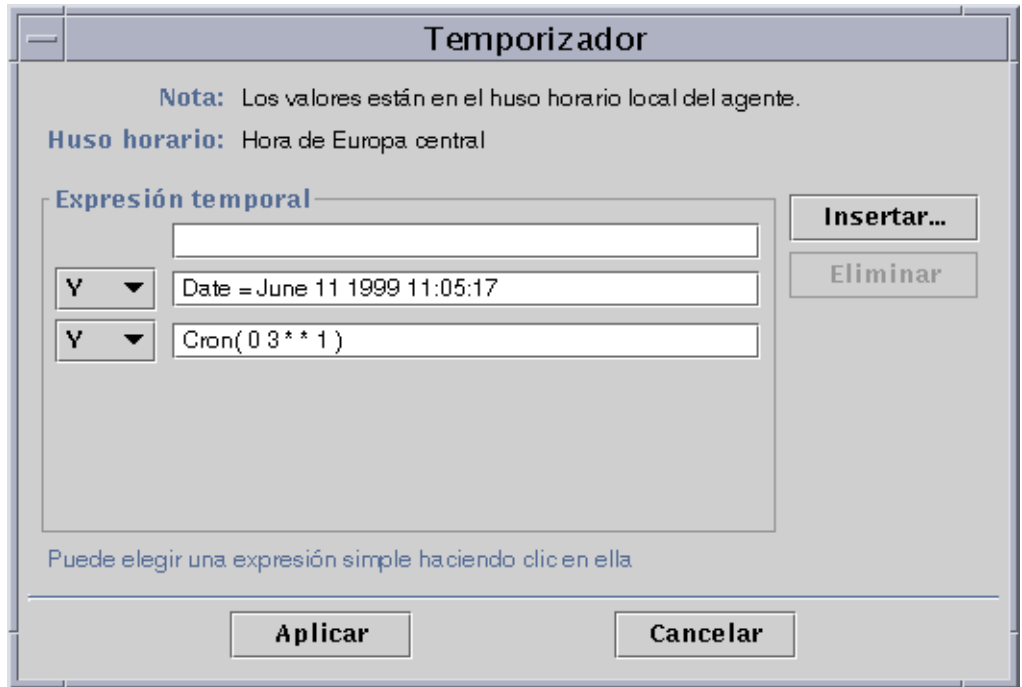 Temporizador
Nota: Los valores están en el huso horario local del agente.
Huso horario: Hora de Europa central
Expresión temporal
Insertar...
Eliminar
Y Date = June 11 1999 11:05:17
Y Cron( 0 3 * * 1 )
Puede elegir una expresión simple haciendo clic en ella
Aplicar Cancelar